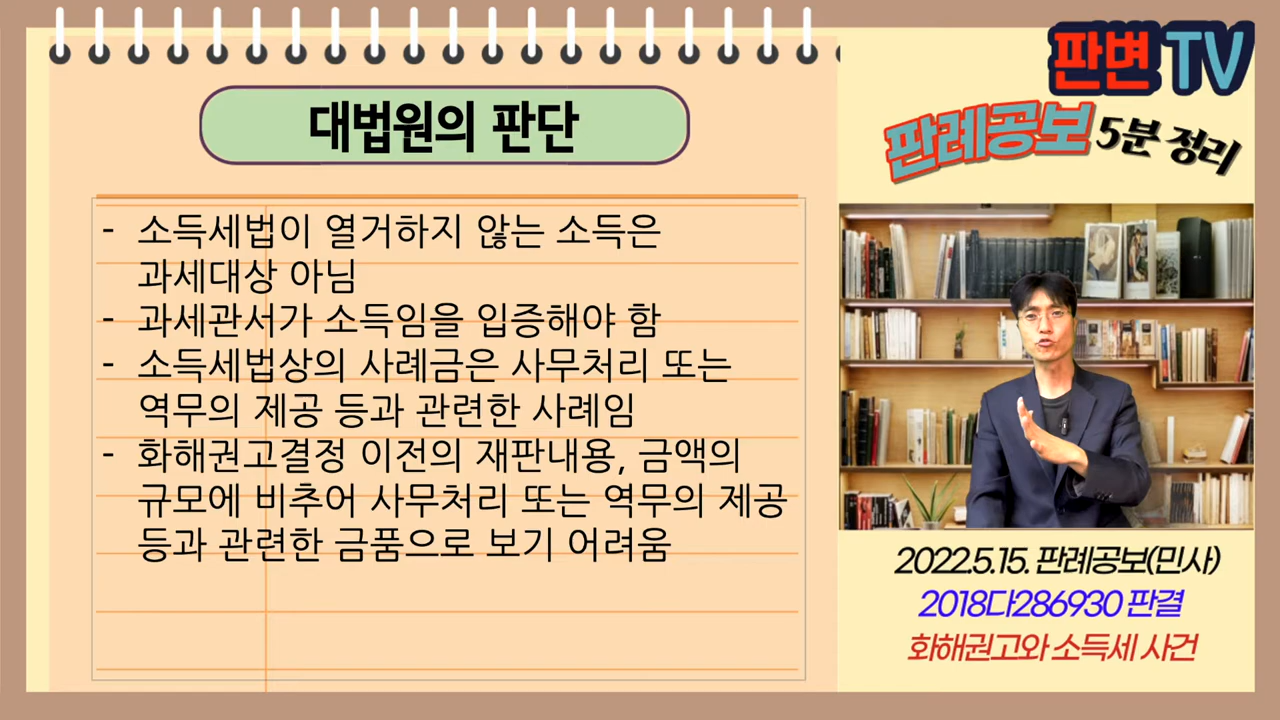 대법원의 판단
- 소득세법이 열거하지 않는 소득은
과세대상 아님
- 과세관서가 소득임을 입증해야 함
- 소득세법상의 사례금은 사무처리 또는
역무의 제공 등과 관련한 사례임
- 화해권고결정 이전의 재판내용, 금액의
규모에 비추어 사무처리 또는 역무의 제공
등과 관련한 금품으로 보기 어려움
판변 TV
판례공보 5분 정리
2022.5.15. 판례공보(민사)
2018다286930 판결
화해권고와 소득세 사건